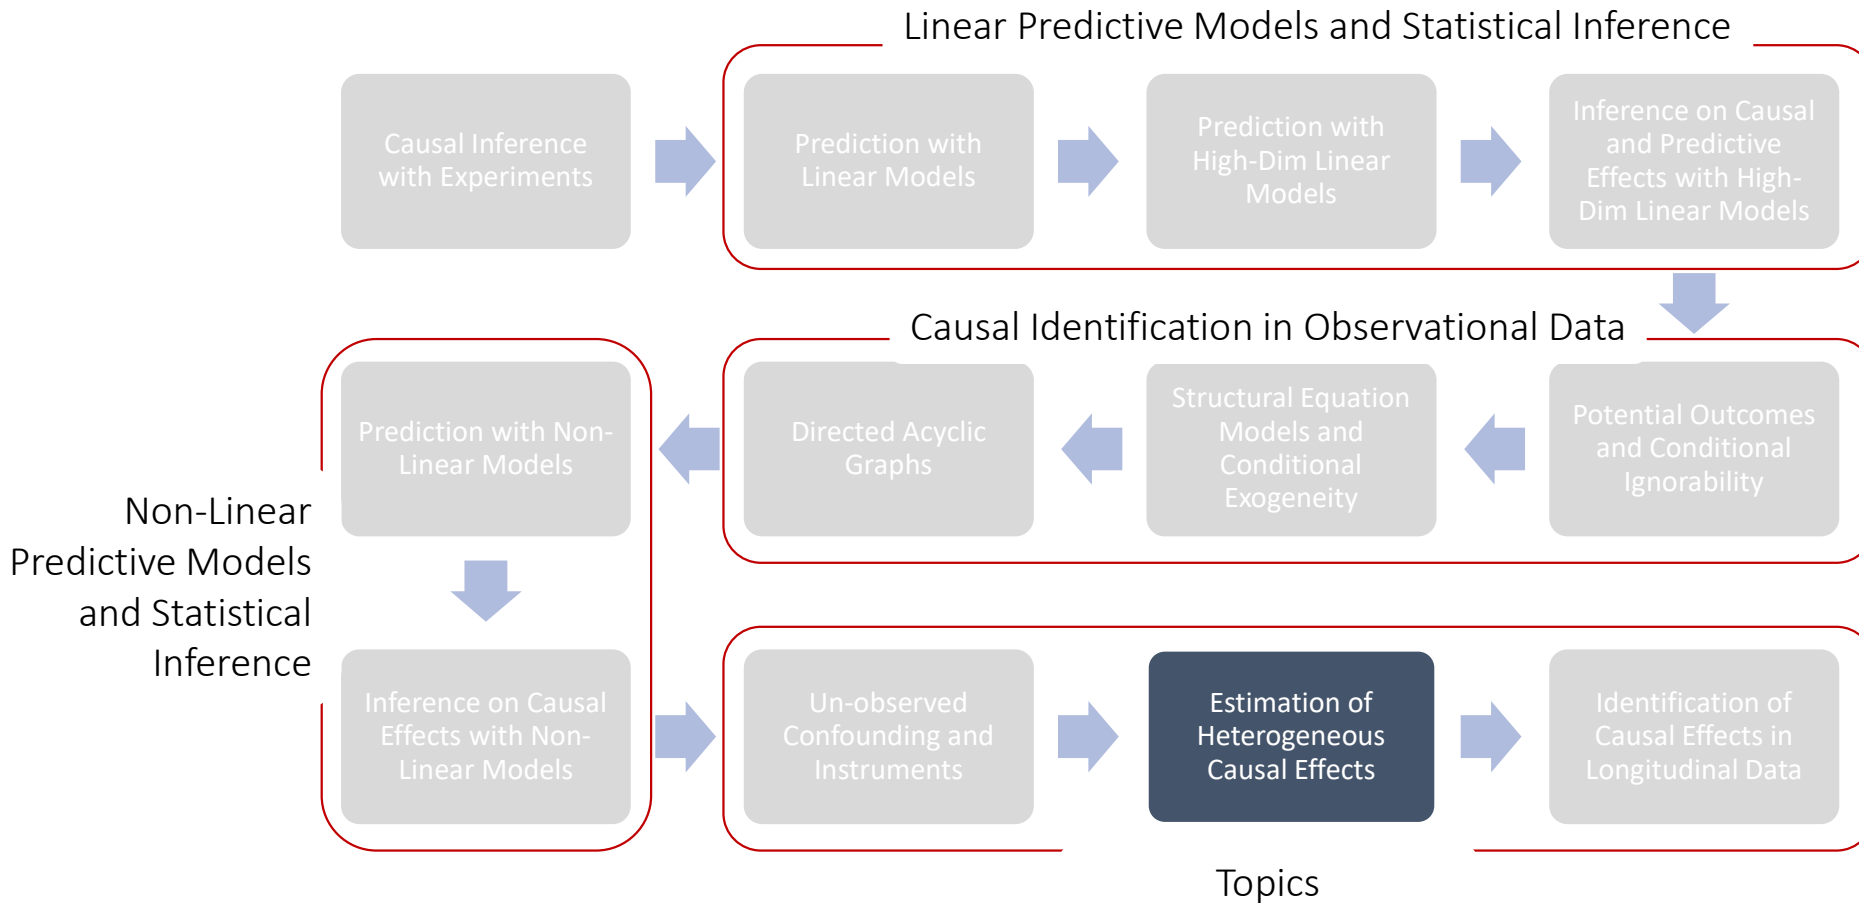 Linear Predictive Models and Statistical Inference
Causal Inference
with Experiments
Prediction with
Linear Models
Prediction with
High-Dim Linear
Models
Inference on Causal
and Predictive
Effects with High-
Dim Linear Models
Causal Identification in Observational Data
Potential Outcomes
and Conditional
Ignorability
Structural Equation
Models and
Conditional
Exogeneity
Directed Acyclic
Graphs
Prediction with Non-
Linear Models
Non-Linear
Predictive Models
and Statistical
Inference
Inference on Causal
Effects with Non-
Linear Models
Un-observed
Confounding and
Instruments
Estimation of
Heterogeneous
Causal Effects
Identification of
Causal Effects in
Longitudinal Data
Topics